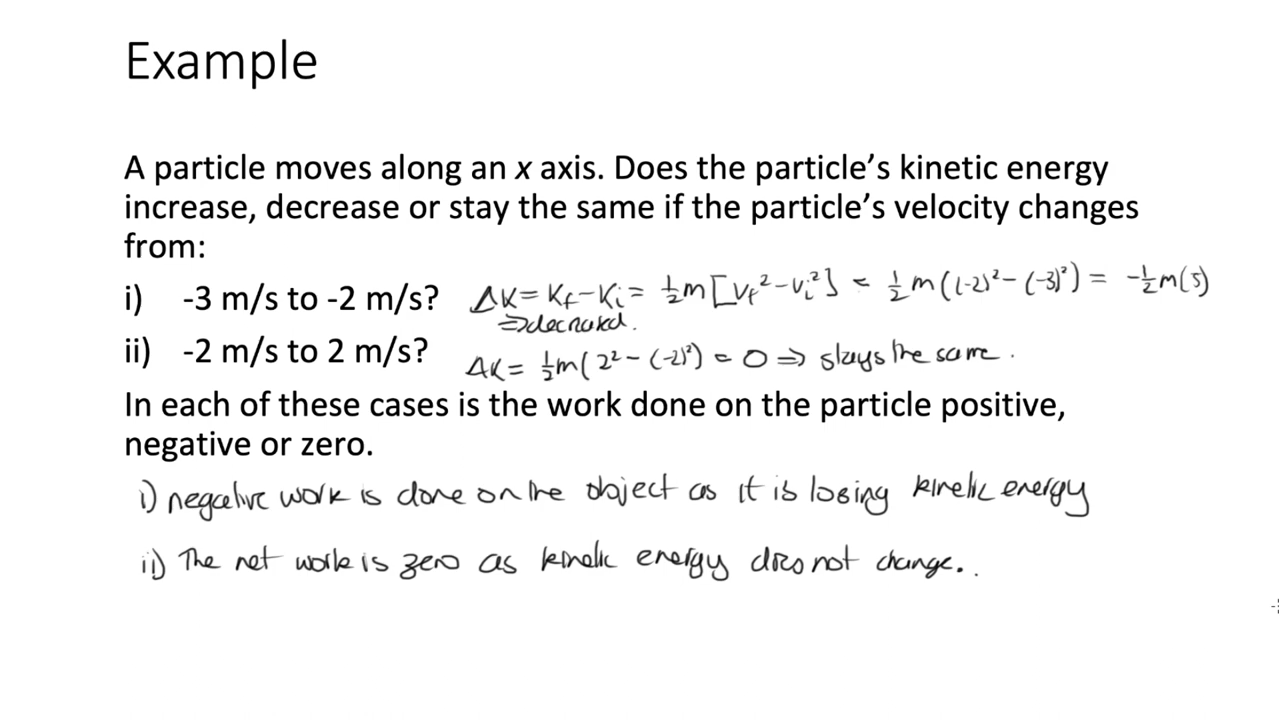 Example
A particle moves along an x axis. Does the particle’s kinetic energy
increase, decrease or stay the same if the particle’s velocity changes
from:
i) -3 m/s to -2 m/s? ΔK = Kf - Ki = ½m[vf² - vi²] = ½m((-2)² - (-3)²) = -½m(5)
⇒ decreased.
ii) -2 m/s to 2 m/s? ΔK = ½m(2² - (-2)²) = 0 ⇒ stays the same.
In each of these cases is the work done on the particle positive,
negative or zero.
i) negative work is done on the object as it is losing kinetic energy
ii) The net work is zero as kinetic energy does not change..